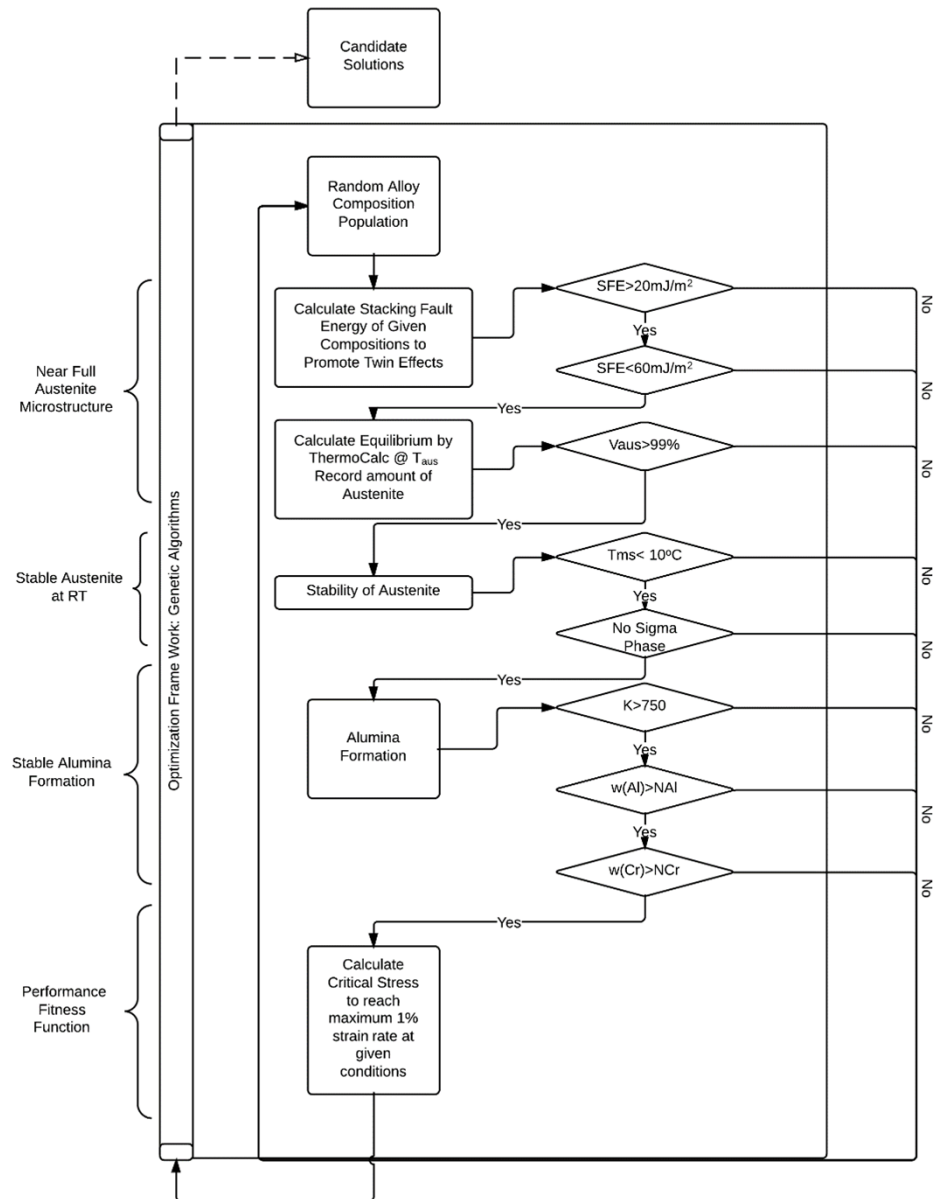 Candidate
Solutions
Random Alloy
Composition
Population
Calculate Stacking Fault
Energy of Given
Compositions to
Promote Twin Effects
SFE>20mJ/m²
No
Yes
SFE<60mJ/m²
No
Yes
Near Full
Austenite
Microstructure
Calculate Equilibrium by
ThermoCalc @ Taus
Record amount of
Austenite
Vaus>99%
No
Yes
Stable Austenite
at RT
Stability of Austenite
Tms< 10ºC
No
Yes
No Sigma
Phase
No
Yes
Optimization Frame Work: Genetic Algorithms
Stable Alumina
Formation
Alumina
Formation
K>750
No
Yes
w(Al)>NAl
No
Yes
w(Cr)>NCr
No
Yes
Performance
Fitness
Function
Calculate
Critical Stress
to reach
maximum 1%
strain rate at
given
conditions